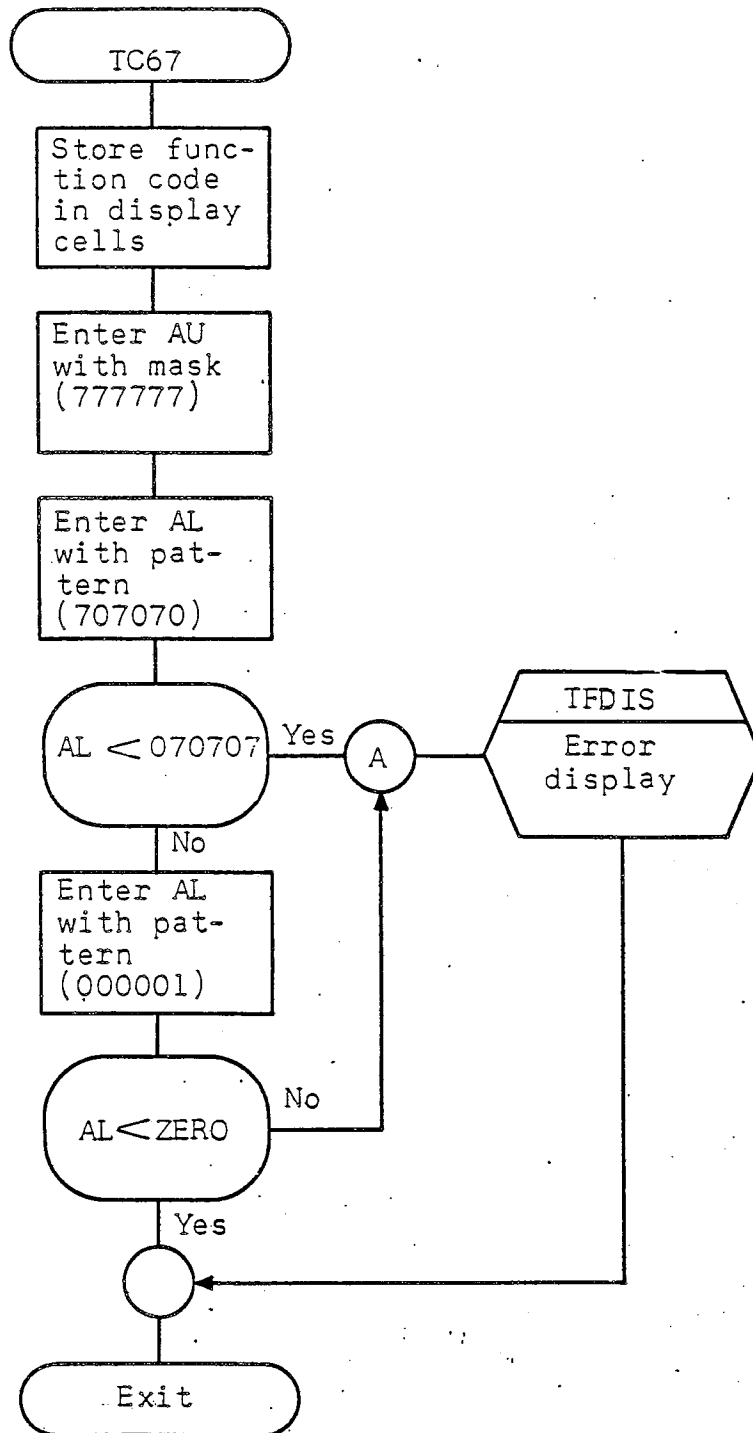 TC67
Store func-
tion code
in display
cells
Enter AU
with mask
(777777)
Enter AL
with pat-
tern
(707070)
AL < 070707
Yes
A
TFDIS
Error
display
No
Enter AL
with pat-
tern
(000001)
AL < ZERO
No
Yes
Exit